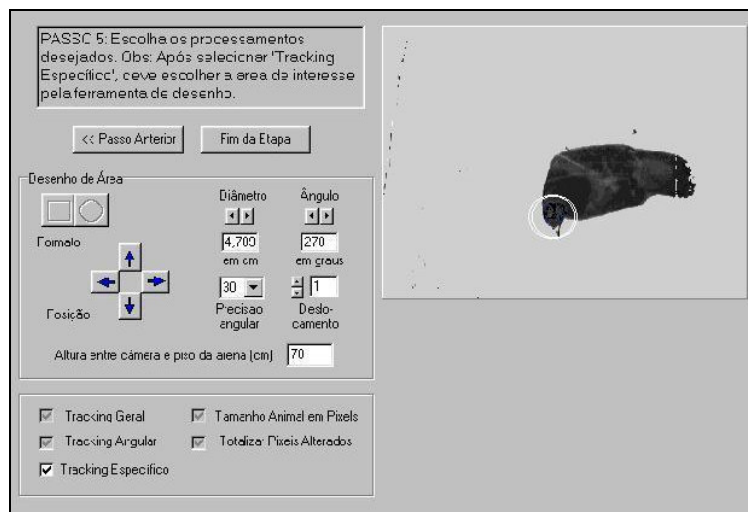 PASSO 5: Escolha os processamentos
desejados. Obs: Após selecionar 'Tracking
Específico', deve escolher a area de interesse
pela ferramenta de desenho.
<< Passo Anterior
Fim da Etapa
Desenho de Área
Diâmetro
Ângulo
4,700
270
Formato
em cm
em graus
30
1
Posição
Precisao
angular
Deslo-
camento
Altura entre câmera e piso da arena (cm)
70
Tracking Geral
Tamanho Animal em Pixels
Tracking Angular
Totalizar Pixeis Alterados
Tracking Específico